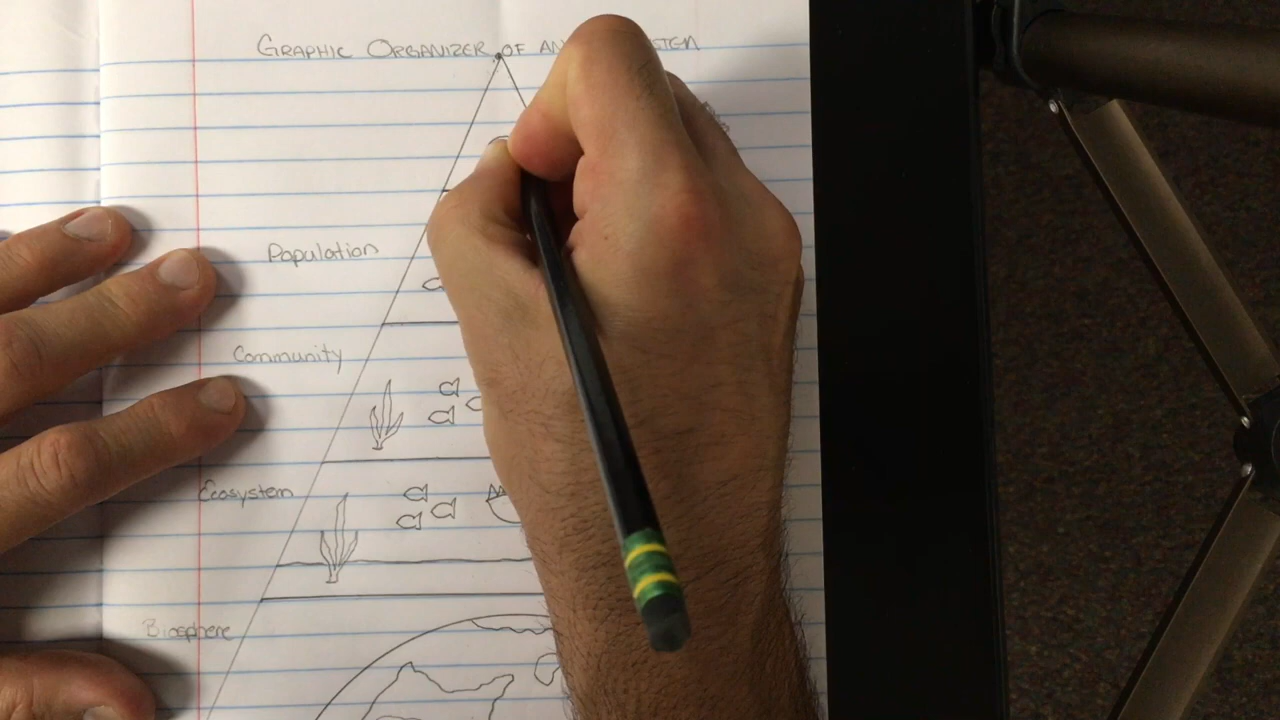 GRAPHIC ORGANIZER OF AN
Population
Community
Ecosystem
Biosphere